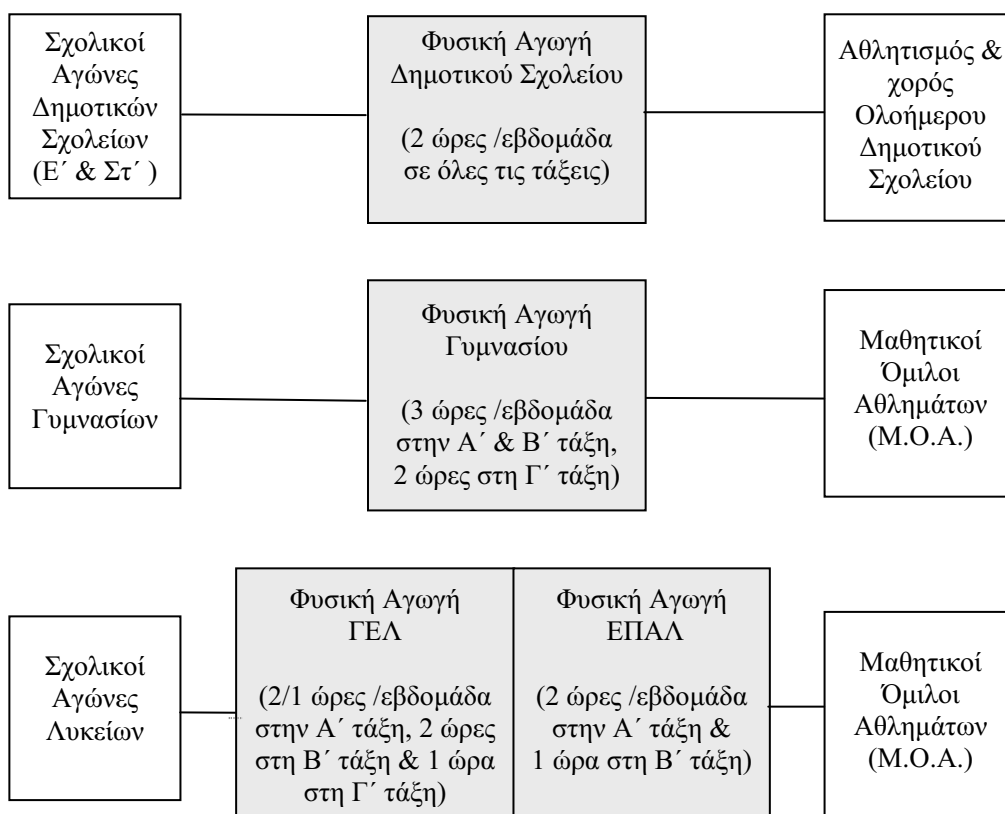 Σχολικοί
Αγώνες
Δημοτικών
Σχολείων
(Ε΄ & Στ΄ )
Φυσική Αγωγή
Δημοτικού Σχολείου
(2 ώρες /εβδομάδα
σε όλες τις τάξεις)
Αθλητισμός &
χορός
Ολοήμερου
Δημοτικού
Σχολείου
Σχολικοί
Αγώνες
Γυμνασίων
Φυσική Αγωγή
Γυμνασίου
(3 ώρες /εβδομάδα
στην Α΄ & Β΄ τάξη,
2 ώρες στη Γ΄ τάξη)
Μαθητικοί
Όμιλοι
Αθλημάτων
(Μ.Ο.Α.)
Σχολικοί
Αγώνες
Λυκείων
Φυσική Αγωγή
ΓΕΛ
(2/1 ώρες /εβδομάδα
στην Α΄ τάξη, 2 ώρες
στη Β΄ τάξη & 1 ώρα
στη Γ΄ τάξη)
Φυσική Αγωγή
ΕΠΑΛ
(2 ώρες /εβδομάδα
στην Α΄ τάξη &
1 ώρα στη Β΄ τάξη)
Μαθητικοί
Όμιλοι
Αθλημάτων
(Μ.Ο.Α.)